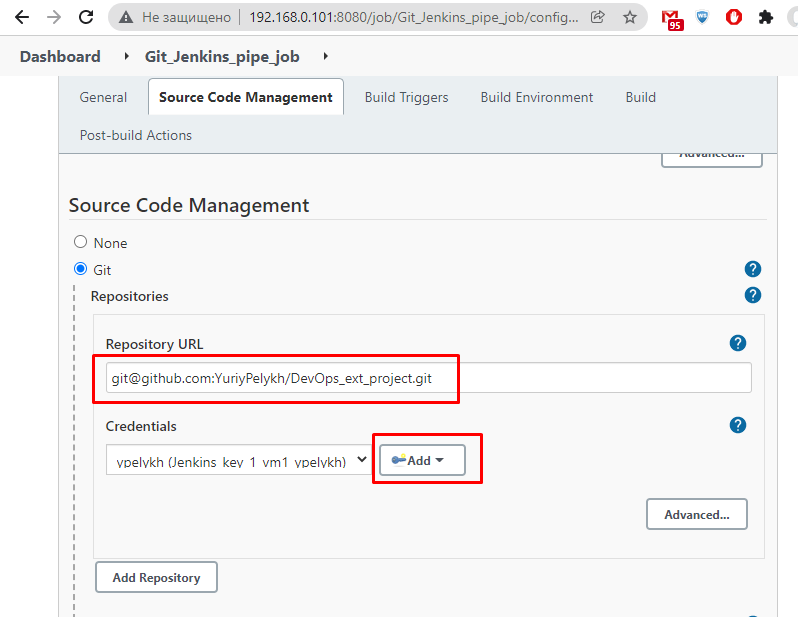 Не защищено 192.168.0.101:8080/job/Git_Jenkins_pipe_job/config...
95
Dashboard Git_Jenkins_pipe_job
General Source Code Management Build Triggers Build Environment Build
Post-build Actions
Advanced...
Source Code Management
None
Git
?
Repositories
?
Repository URL
?
git@github.com:YuriyPelykh/DevOps_ext_project.git
Credentials
?
ypelykh (Jenkins_key_1_vm1_ypelykh) Add
Advanced...
Add Repository